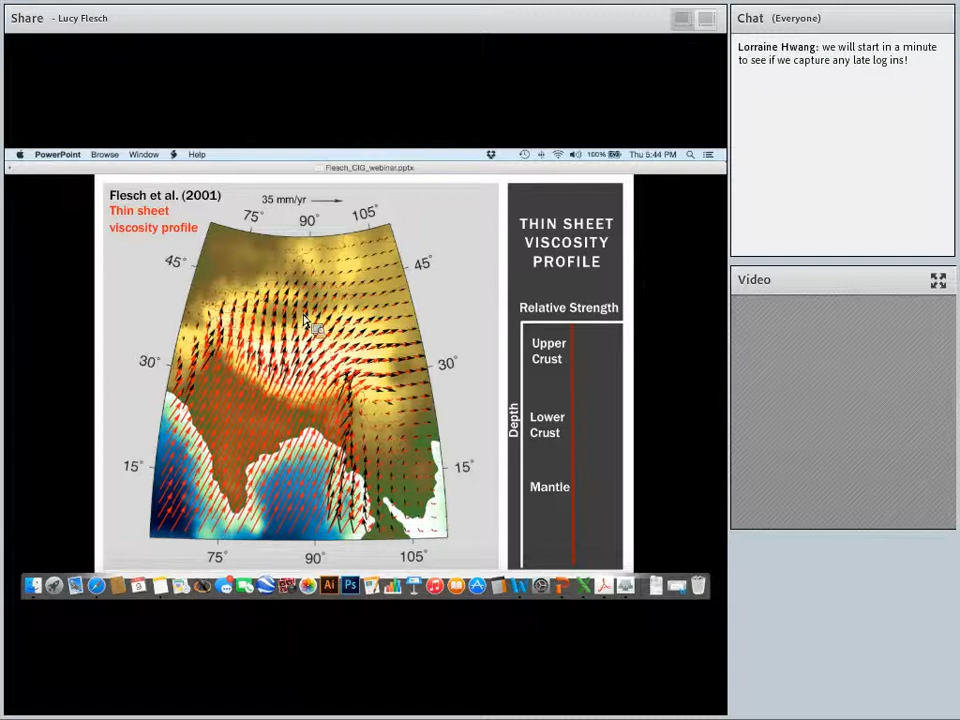 Share - Lucy Flesch
Chat (Everyone)
Lorraine Hwang: we will start in a minute
to see if we capture any late log ins!
Video
PowerPoint Browse Window Help
100% Thu 5:44 PM
Flesch_CIG_webinar.pptx
Flesch et al. (2001)
Thin sheet
viscosity profile
35 mm/yr
75° 90° 105°
45° 45°
30° 30°
15° 15°
75° 90° 105°
THIN SHEET
VISCOSITY
PROFILE
Relative Strength
Depth
Upper
Crust
Lower
Crust
Mantle
Ai Ps